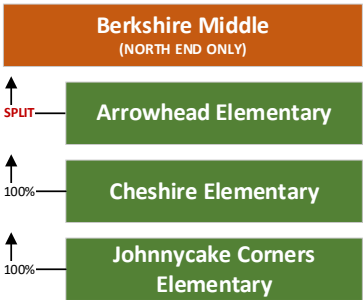 Berkshire Middle
(NORTH END ONLY)
SPLIT
Arrowhead Elementary
100%
Cheshire Elementary
100%
Johnnycake Corners
Elementary